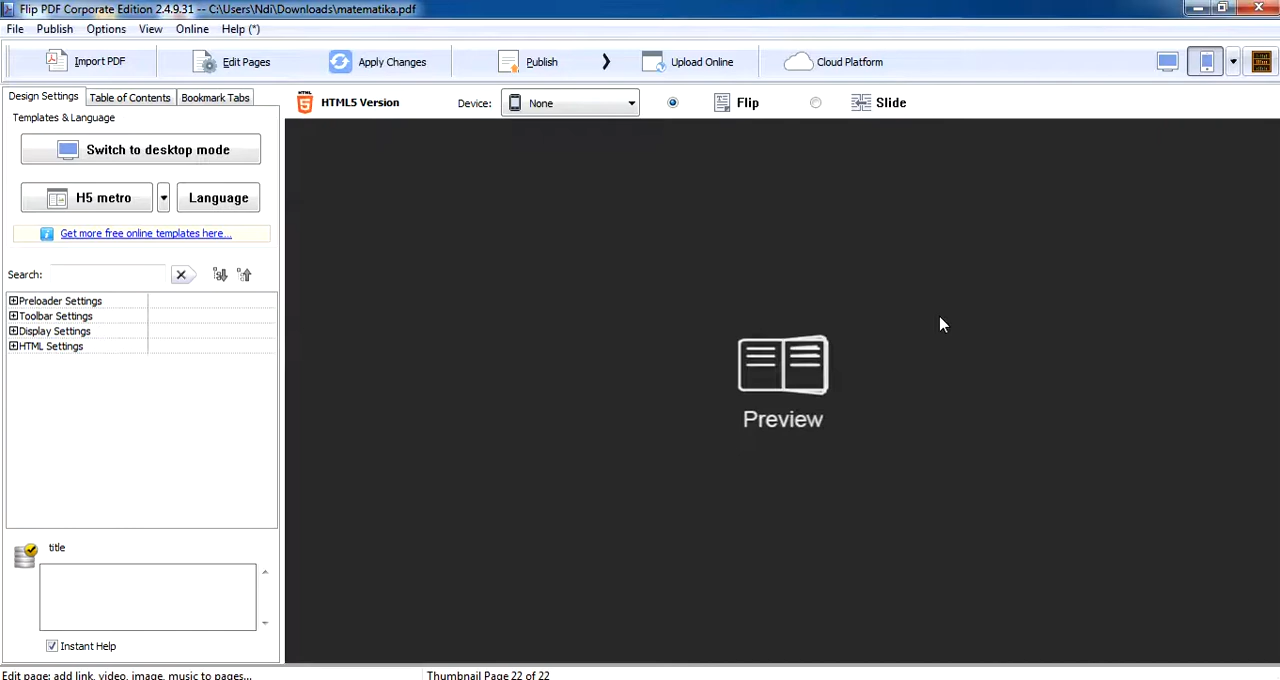 Flip PDF Corporate Edition 2.4.9.31 -- C:\Users\Ndi\Downloads\matematika.pdf
File Publish Options View Online Help (*)
Import PDF Edit Pages Apply Changes Publish Upload Online Cloud Platform
Design Settings Table of Contents Bookmark Tabs
HTML
5
HTML5 Version Device: None Flip Slide
Templates & Language
Switch to desktop mode
H5 metro Language
Get more free online templates here...
Search:
Preloader Settings
Toolbar Settings
Display Settings
HTML Settings
Preview
title
Instant Help
Edit page: add link, video, image, music to pages... Thumbnail Page 22 of 22